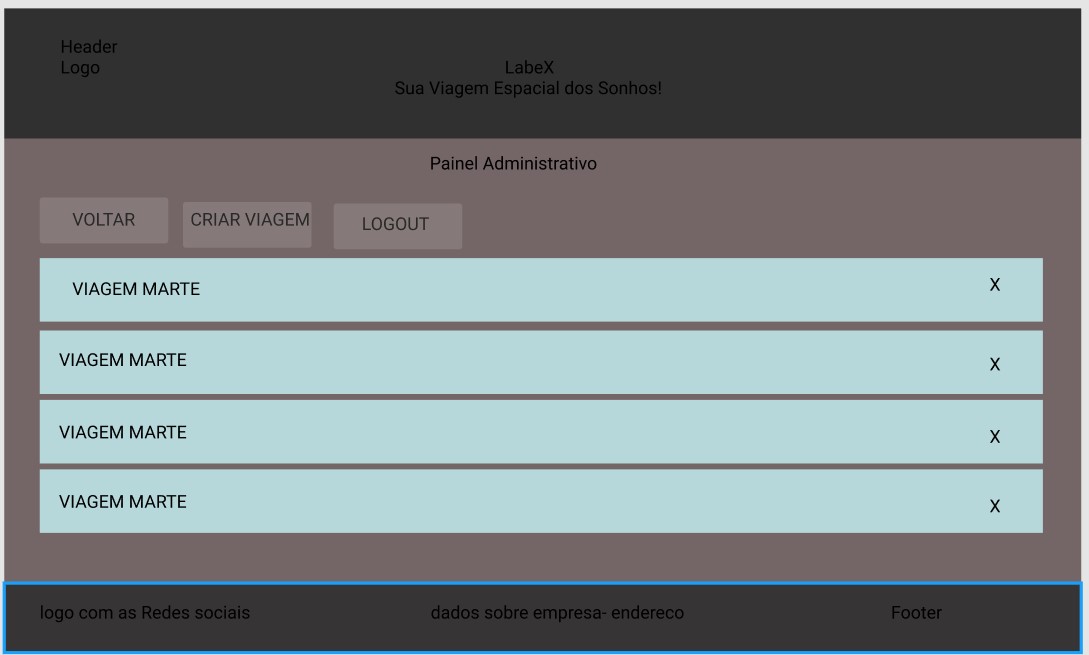 Header
Logo
LabeX
Sua Viagem Espacial dos Sonhos!
Painel Administrativo
VOLTAR CRIAR VIAGEM LOGOUT
VIAGEM MARTE X
VIAGEM MARTE X
VIAGEM MARTE X
VIAGEM MARTE X
logo com as Redes sociais dados sobre empresa- endereco Footer